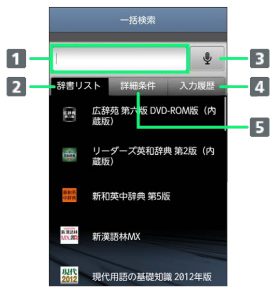 一括検索
1
3
2
辞書リスト
詳細条件
入力履歴
4
5
広辞苑 第六版 DVD-ROM版（内
蔵版）
リーダーズ英和辞典 第2版（内
蔵版）
新和英中辞典 第5版
新漢語林MX
現代
2012
現代用語の基礎知識 2012年版